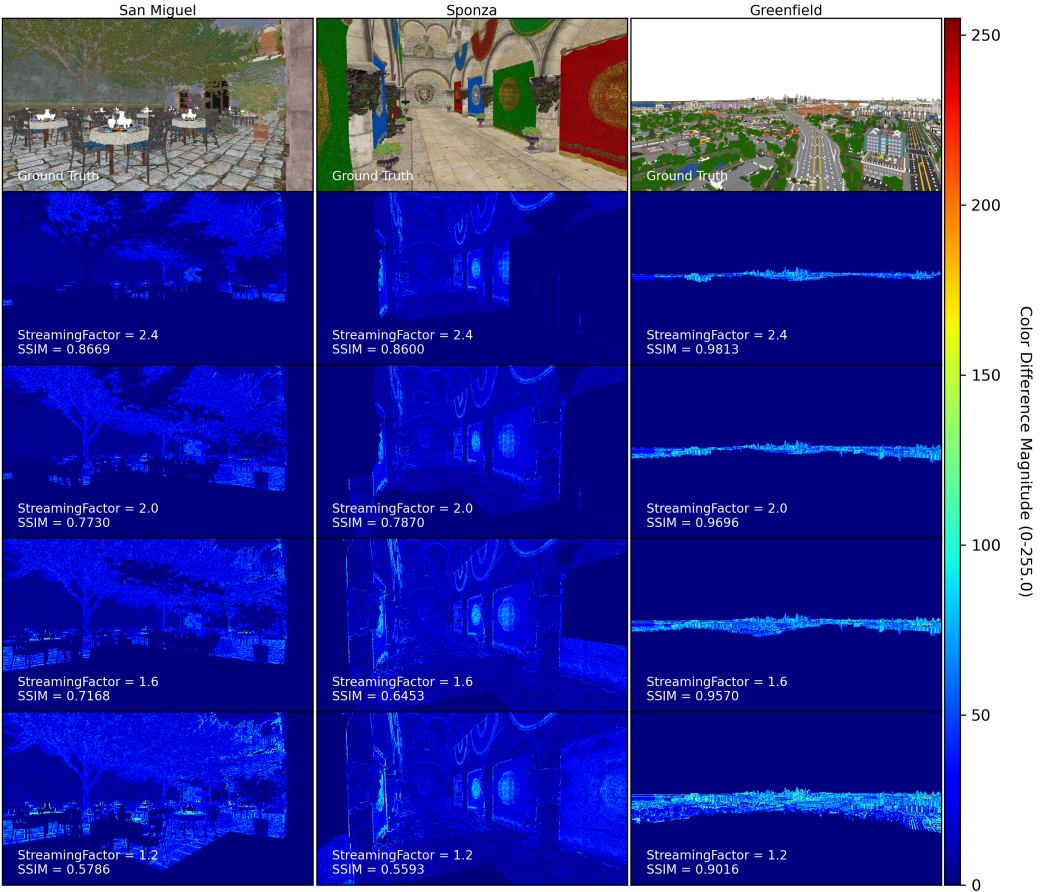 San Miguel
Sponza
Greenfield
Ground Truth
Ground Truth
Ground Truth
StreamingFactor = 2.4
SSIM = 0.8669
StreamingFactor = 2.4
SSIM = 0.8600
StreamingFactor = 2.4
SSIM = 0.9813
StreamingFactor = 2.0
SSIM = 0.7730
StreamingFactor = 2.0
SSIM = 0.7870
StreamingFactor = 2.0
SSIM = 0.9696
StreamingFactor = 1.6
SSIM = 0.7168
StreamingFactor = 1.6
SSIM = 0.6453
StreamingFactor = 1.6
SSIM = 0.9570
StreamingFactor = 1.2
SSIM = 0.5786
StreamingFactor = 1.2
SSIM = 0.5593
StreamingFactor = 1.2
SSIM = 0.9016
250
200
150
100
50
0
Color Difference Magnitude (0-255.0)